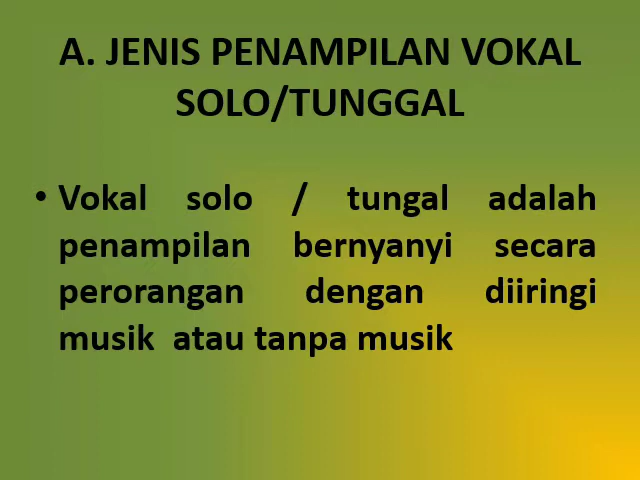 A. JENIS PENAMPILAN VOKAL
SOLO/TUNGGAL
• Vokal solo / tungal adalah
penampilan bernyanyi secara
perorangan dengan diiringi
musik atau tanpa musik